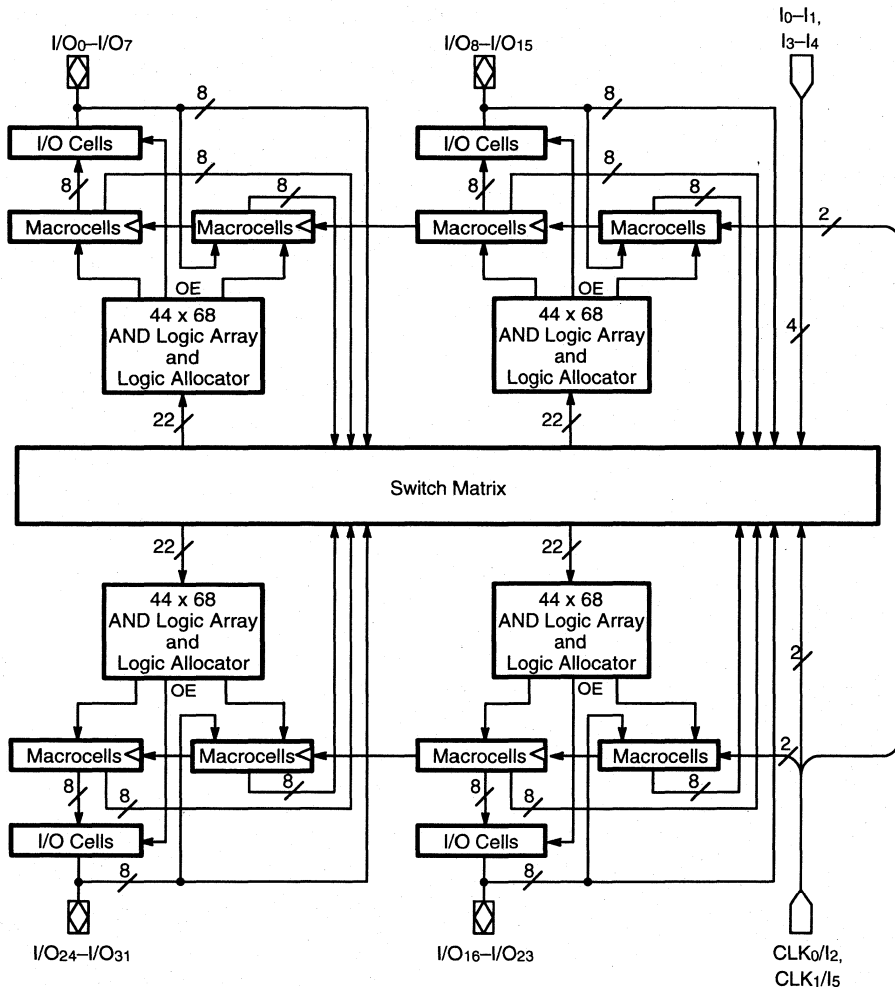 I/O0–I/O7
I/O8–I/O15
I0–I1,
I3–I4
8
8
I/O Cells
I/O Cells
8
8
8
8
8
8
Macrocells
Macrocells
Macrocells
Macrocells
2
OE
OE
44 x 68
AND Logic Array
and
Logic Allocator
44 x 68
AND Logic Array
and
Logic Allocator
4
22
22
Switch Matrix
22
22
44 x 68
AND Logic Array
and
Logic Allocator
44 x 68
AND Logic Array
and
Logic Allocator
2
OE
OE
Macrocells
Macrocells
Macrocells
Macrocells
2
8
8
8
8
8
8
I/O Cells
I/O Cells
8
8
I/O24–I/O31
I/O16–I/O23
CLK0/I2,
CLK1/I5